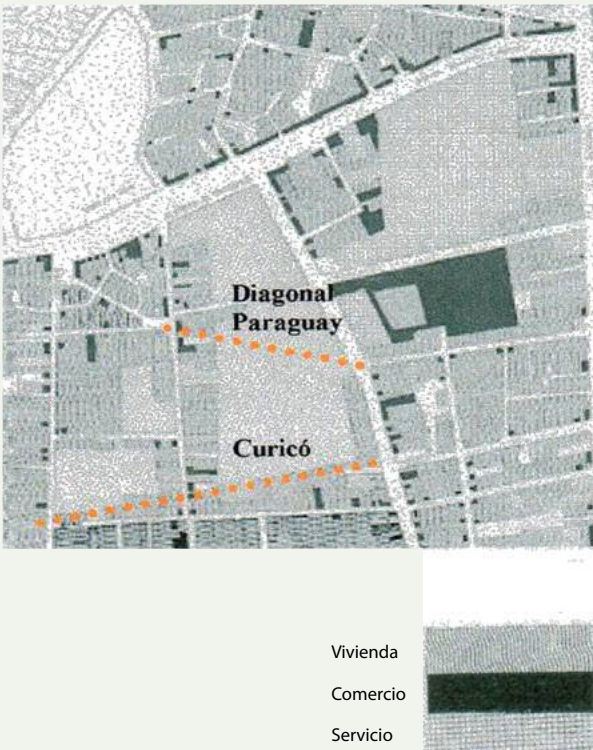 Diagonal
Paraguay
Curicó
Vivienda
Comercio
Servicio